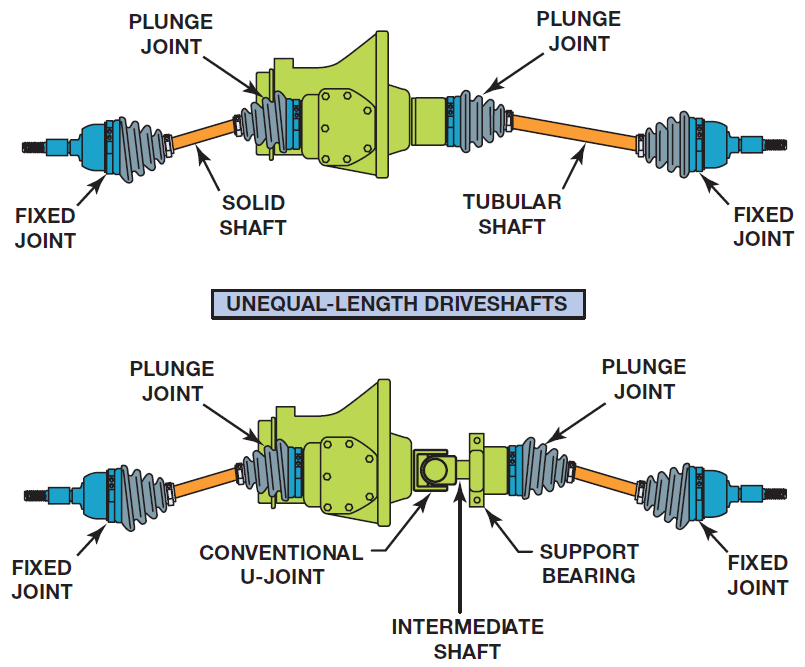 PLUNGE
JOINT
PLUNGE
JOINT
SOLID
SHAFT
TUBULAR
SHAFT
FIXED
JOINT
FIXED
JOINT
UNEQUAL-LENGTH DRIVESHAFTS
PLUNGE
JOINT
PLUNGE
JOINT
CONVENTIONAL
U-JOINT
SUPPORT
BEARING
FIXED
JOINT
FIXED
JOINT
INTERMEDIATE
SHAFT